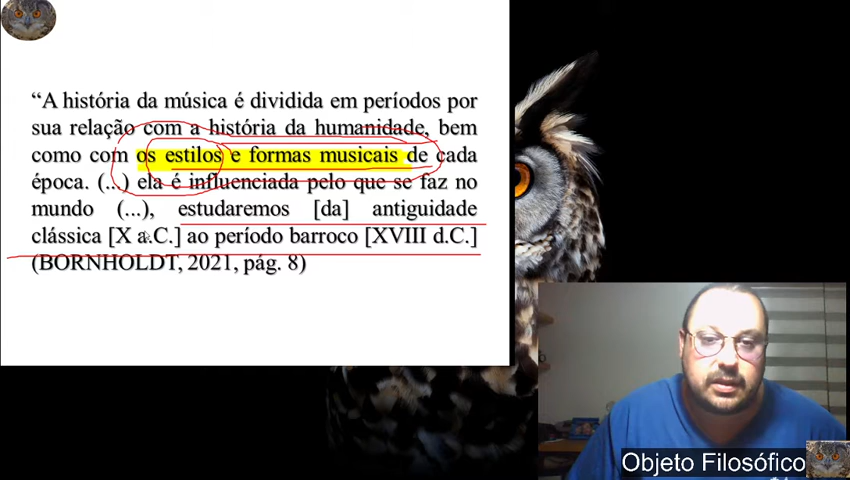 “A história da música é dividida em períodos por
sua relação com a história da humanidade, bem
como com os estilos e formas musicais de cada
época. (...) ela é influenciada pelo que se faz no
mundo (...), estudaremos [da] antiguidade
clássica [X a.C.] ao período barroco [XVIII d.C.]
(BORNHOLDT, 2021, pág. 8)
Objeto Filosófico